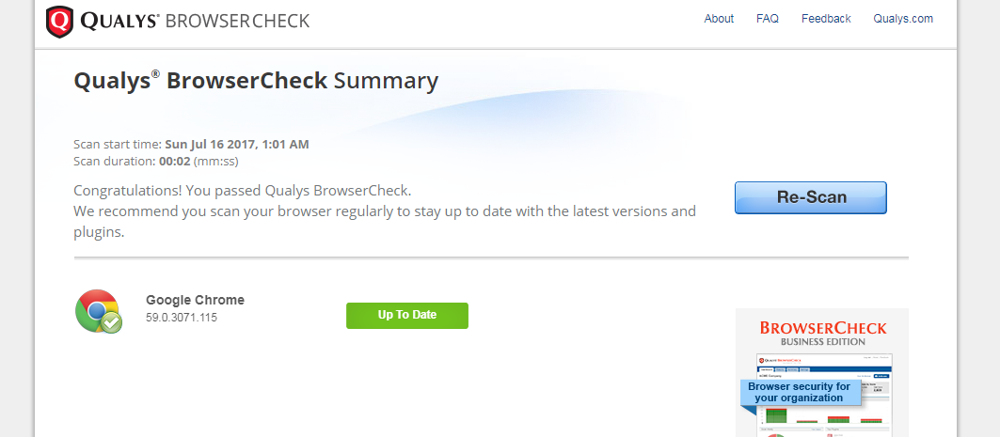 QUALYS® BROWSERCHECK
About FAQ Feedback Qualys.com
Qualys® BrowserCheck Summary
Scan start time: Sun Jul 16 2017, 1:01 AM
Scan duration: 00:02 (mm:ss)
Congratulations! You passed Qualys BrowserCheck.
We recommend you scan your browser regularly to stay up to date with the latest versions and
plugins.
Re-Scan
Google Chrome
59.0.3071.115
Up To Date
BROWSERCHECK
BUSINESS EDITION
QUALYS BROWSERCHECK
Browser security for
your organization